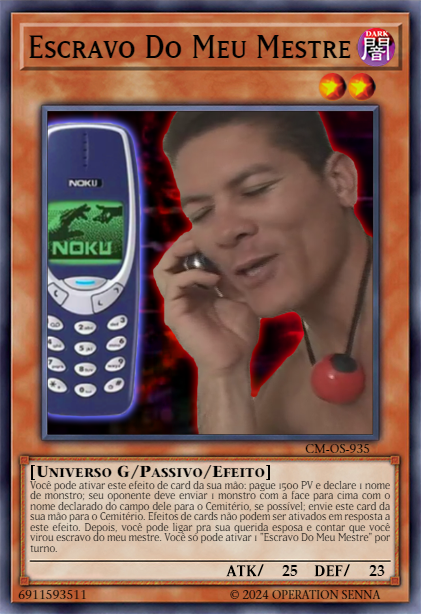 Escravo Do Meu Mestre
DARK
闇
NOKU
NOKU
CM-OS-935
[Universo G/Passivo/Efeito]
Você pode ativar este efeito de card da sua mão: pague 1500 PV e declare 1 nome
de monstro; seu oponente deve enviar 1 monstro com a face para cima com o
nome declarado do campo dele para o Cemitério, se possível; envie este card da
sua mão para o Cemitério. Efeitos de cards não podem ser ativados em resposta a
este efeito. Depois, você pode ligar pra sua querida esposa e contar que você
virou escravo do meu mestre. Você só pode ativar 1 "Escravo Do Meu Mestre" por
turno.
ATK/ 25 DEF/ 23
6911593511 ©2024 OPERATION SENNA